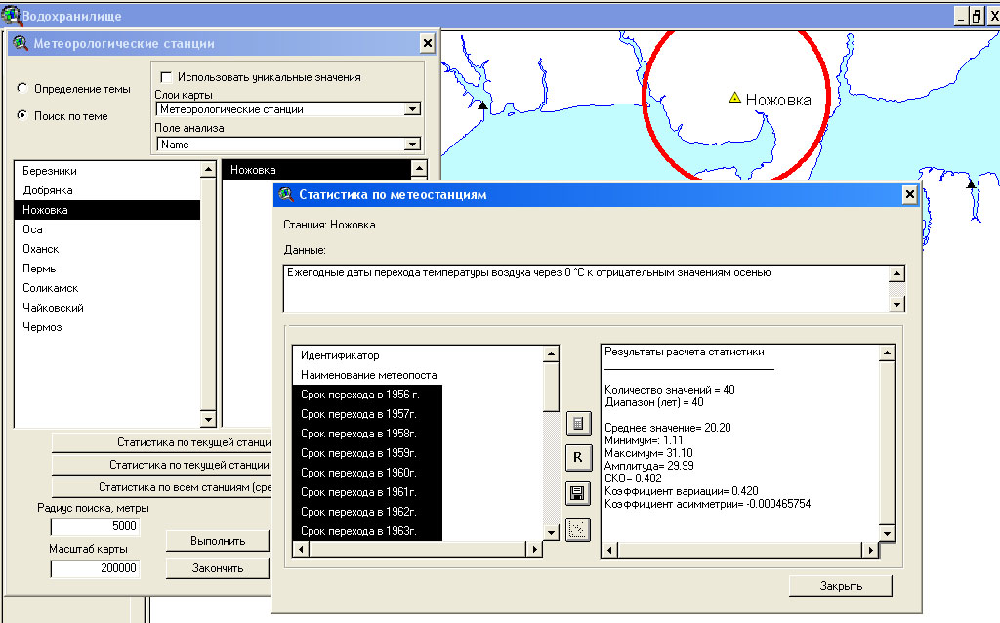 Водохранилище
Метеорологические станции
Определение темы
Поиск по теме
Использовать уникальные значения
Слои карты
Метеорологические станции
Поле анализа
Name
Березники
Добрянка
Ножовка
Оса
Оханск
Пермь
Соликамск
Чайковский
Чермоз
Ножовка
Статистика по текущей станци
Статистика по текущей станции
Статистика по всем станциям (сре
Радиус поиска, метры
5000
Масштаб карты
200000
Выполнить
Закончить
Ножовка
Статистика по метеостанциям
Станция: Ножовка
Данные:
Ежегодные даты перехода температуры воздуха через 0 °С к отрицательным значениям осенью
Идентификатор
Наименование метеопоста
Срок перехода в 1956 г.
Срок перехода в 1957г.
Срок перехода в 1958г.
Срок перехода в 1959г.
Срок перехода в 1960г.
Срок перехода в 1961г.
Срок перехода в 1962г.
Срок перехода в 1963г.
R
Результаты расчета статистики
Количество значений = 40
Диапазон (лет) = 40
Среднее значение= 20.20
Минимум=: 1.11
Максимум= 31.10
Амплитуда= 29.99
СКО= 8.482
Коэффициент вариации= 0.420
Коэффициент асимметрии= -0.000465754
Закрыть